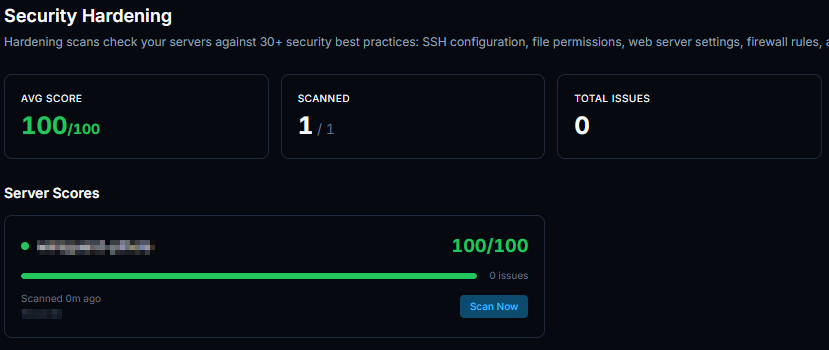 Security Hardening
Hardening scans check your servers against 30+ security best practices: SSH configuration, file permissions, web server settings, firewall rules,
AVG SCORE
100/100
SCANNED
1 / 1
TOTAL ISSUES
0
Server Scores
100/100
0 issues
Scanned 0m ago
Scan Now